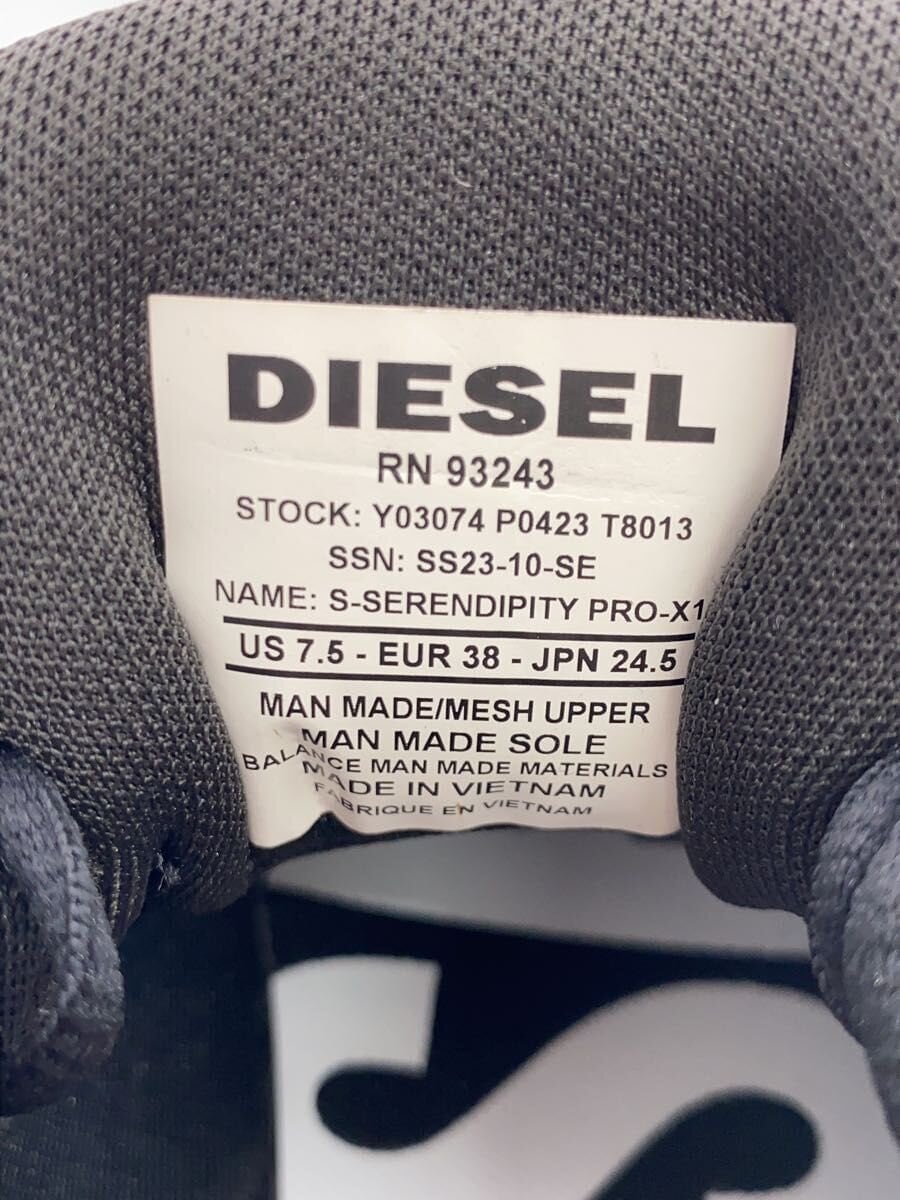 DIESEL
RN 93243
STOCK: Y03074 P0423 T8013
SSN: SS23-10-SE
NAME: S-SERENDIPITY PRO-X1
US 7.5 - EUR 38 - JPN 24.5
MAN MADE/MESH UPPER
MAN MADE SOLE
BALANCE MAN MADE MATERIALS
MADE IN VIETNAM
FABRIQUE EN VIETNAM